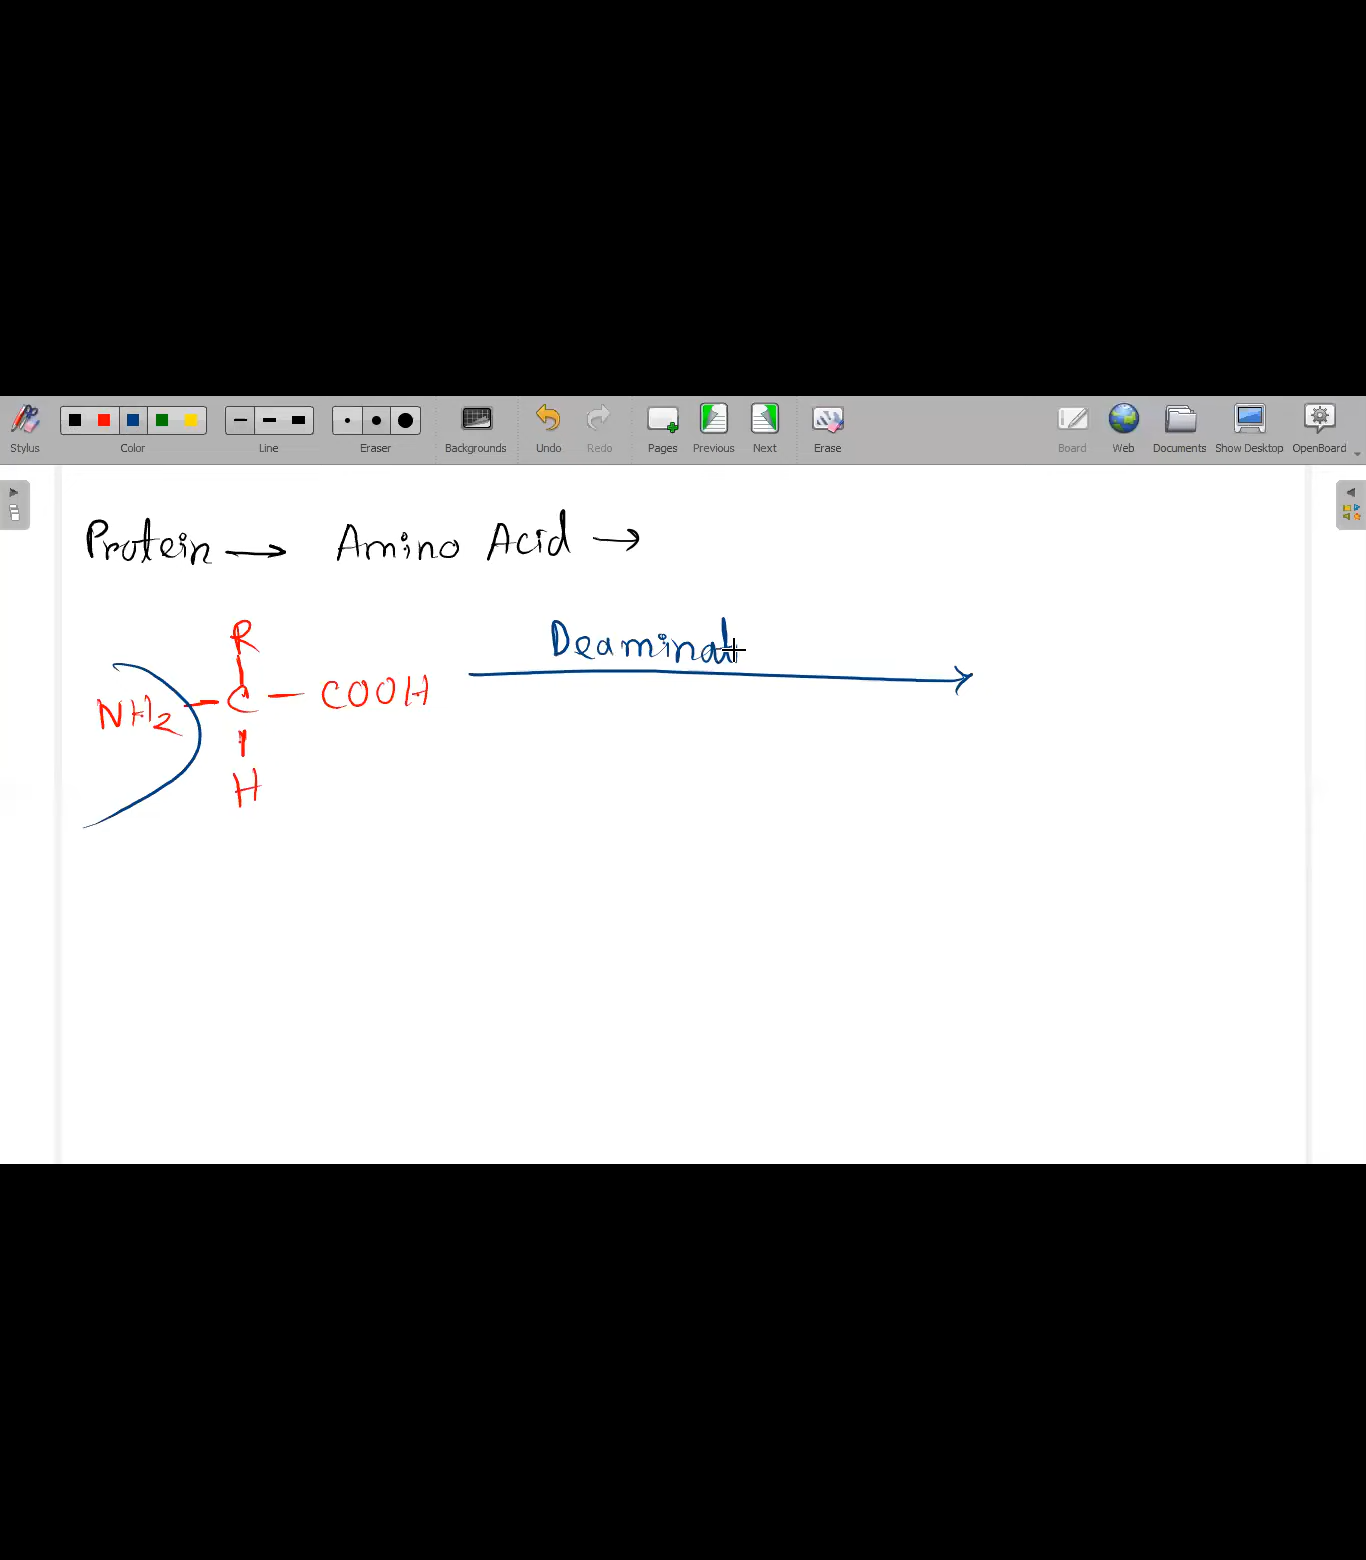 Stylus Color Line Eraser Backgrounds Undo Redo Pages Previous Next Erase Board Web Documents Show Desktop OpenBoard
Protein → Amino Acid →
R
Deaminat
NH2 - C - COOH
H